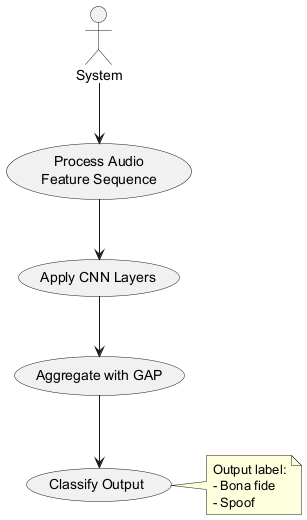 System
Process Audio
Feature Sequence
Apply CNN Layers
Aggregate with GAP
Classify Output
Output label:
- Bona fide
- Spoof